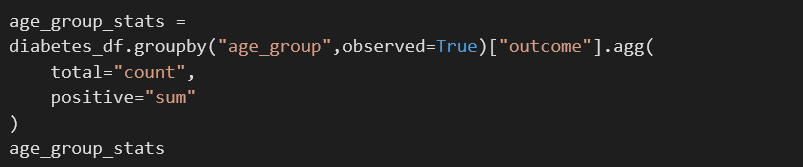 age_group_stats =
diabetes_df.groupby("age_group",observed=True)["outcome"].agg(
    total="count",
    positive="sum"
)
age_group_stats